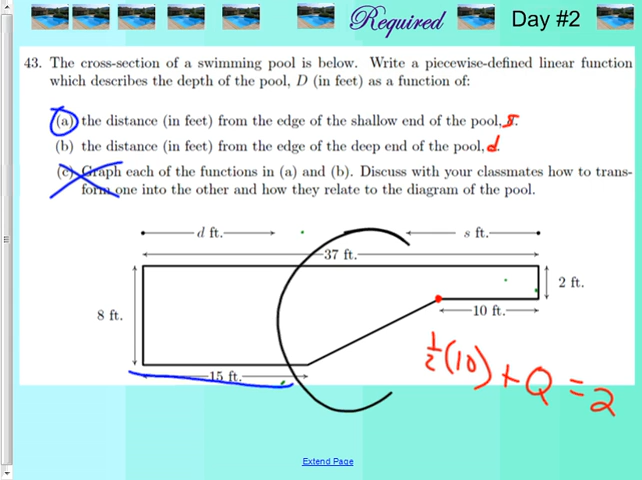 Required
Day #2
43. The cross-section of a swimming pool is below. Write a piecewise-defined linear function
which describes the depth of the pool, D (in feet) as a function of:
(a) the distance (in feet) from the edge of the shallow end of the pool, s.
(b) the distance (in feet) from the edge of the deep end of the pool, d.
(c) Graph each of the functions in (a) and (b). Discuss with your classmates how to trans-
form one into the other and how they relate to the diagram of the pool.
d ft.
s ft.
37 ft.
2 ft.
8 ft.
10 ft.
15 ft.
1/2 (10) + Q = 2
Extend Page